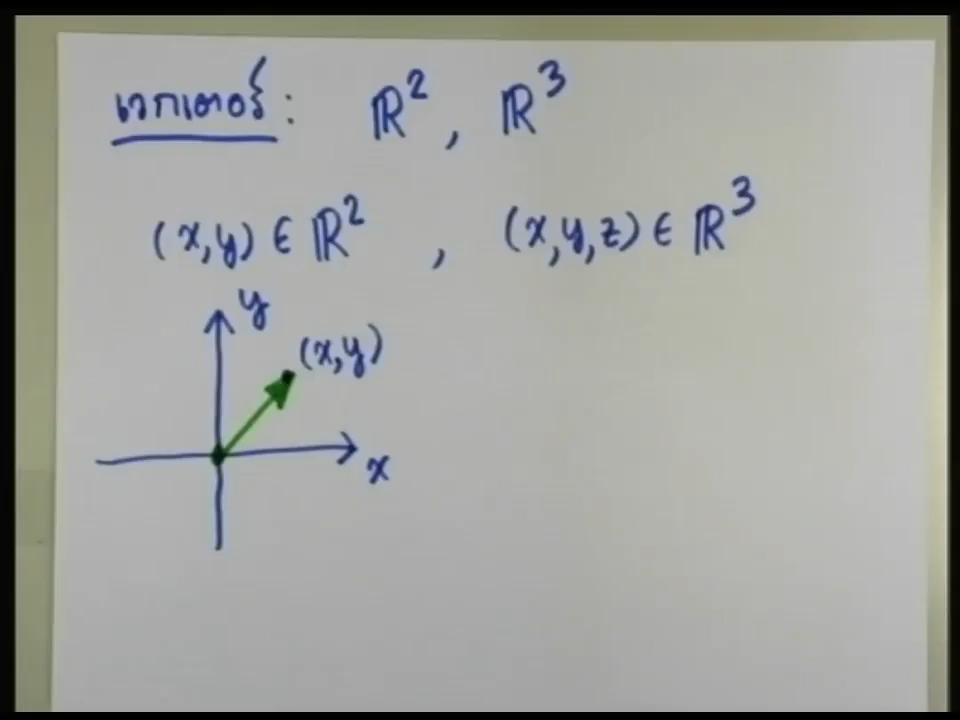 เวกเตอร์ : ℝ², ℝ³
(x,y) ∈ ℝ² , (x,y,z) ∈ ℝ³
y
(x,y)
x